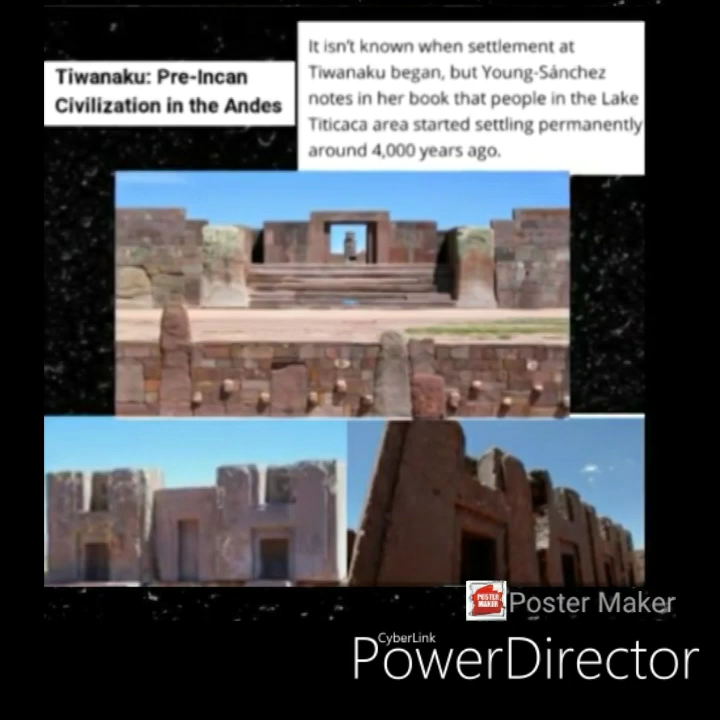 Tiwanaku: Pre-Incan
Civilization in the Andes
It isn't known when settlement at
Tiwanaku began, but Young-Sánchez
notes in her book that people in the Lake
Titicaca area started settling permanently
around 4,000 years ago.
POSTER MAKER
Poster Maker
CyberLink
PowerDirector